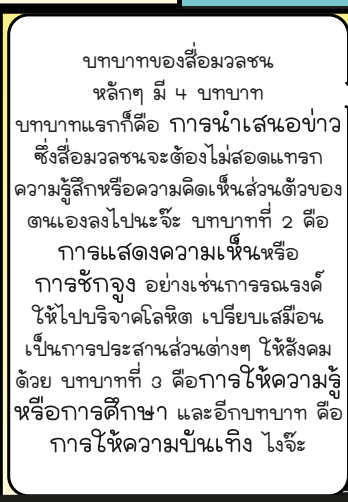 บทบาทของสื่อมวลชน
หลักๆ มี ๔ บทบาท
บทบาทแรกก็คือ การนำเสนอข่าว
ซึ่งสื่อมวลชนจะต้องไม่สอดแทรก
ความรู้สึกหรือความคิดเห็นส่วนตัวของ
ตนเองลงไปนะจ๊ะ บทบาทที่ ๒ คือ
การแสดงความเห็นหรือ
การชักจูง อย่างเช่นการรณรงค์
ให้ไปบริจาคโลหิต เปรียบเสมือน
เป็นการประสานส่วนต่างๆ ให้สังคม
ด้วย บทบาทที่ ๓ คือการให้ความรู้
หรือการศึกษา และอีกบทบาท คือ
การให้ความบันเทิง ไงจ๊ะ